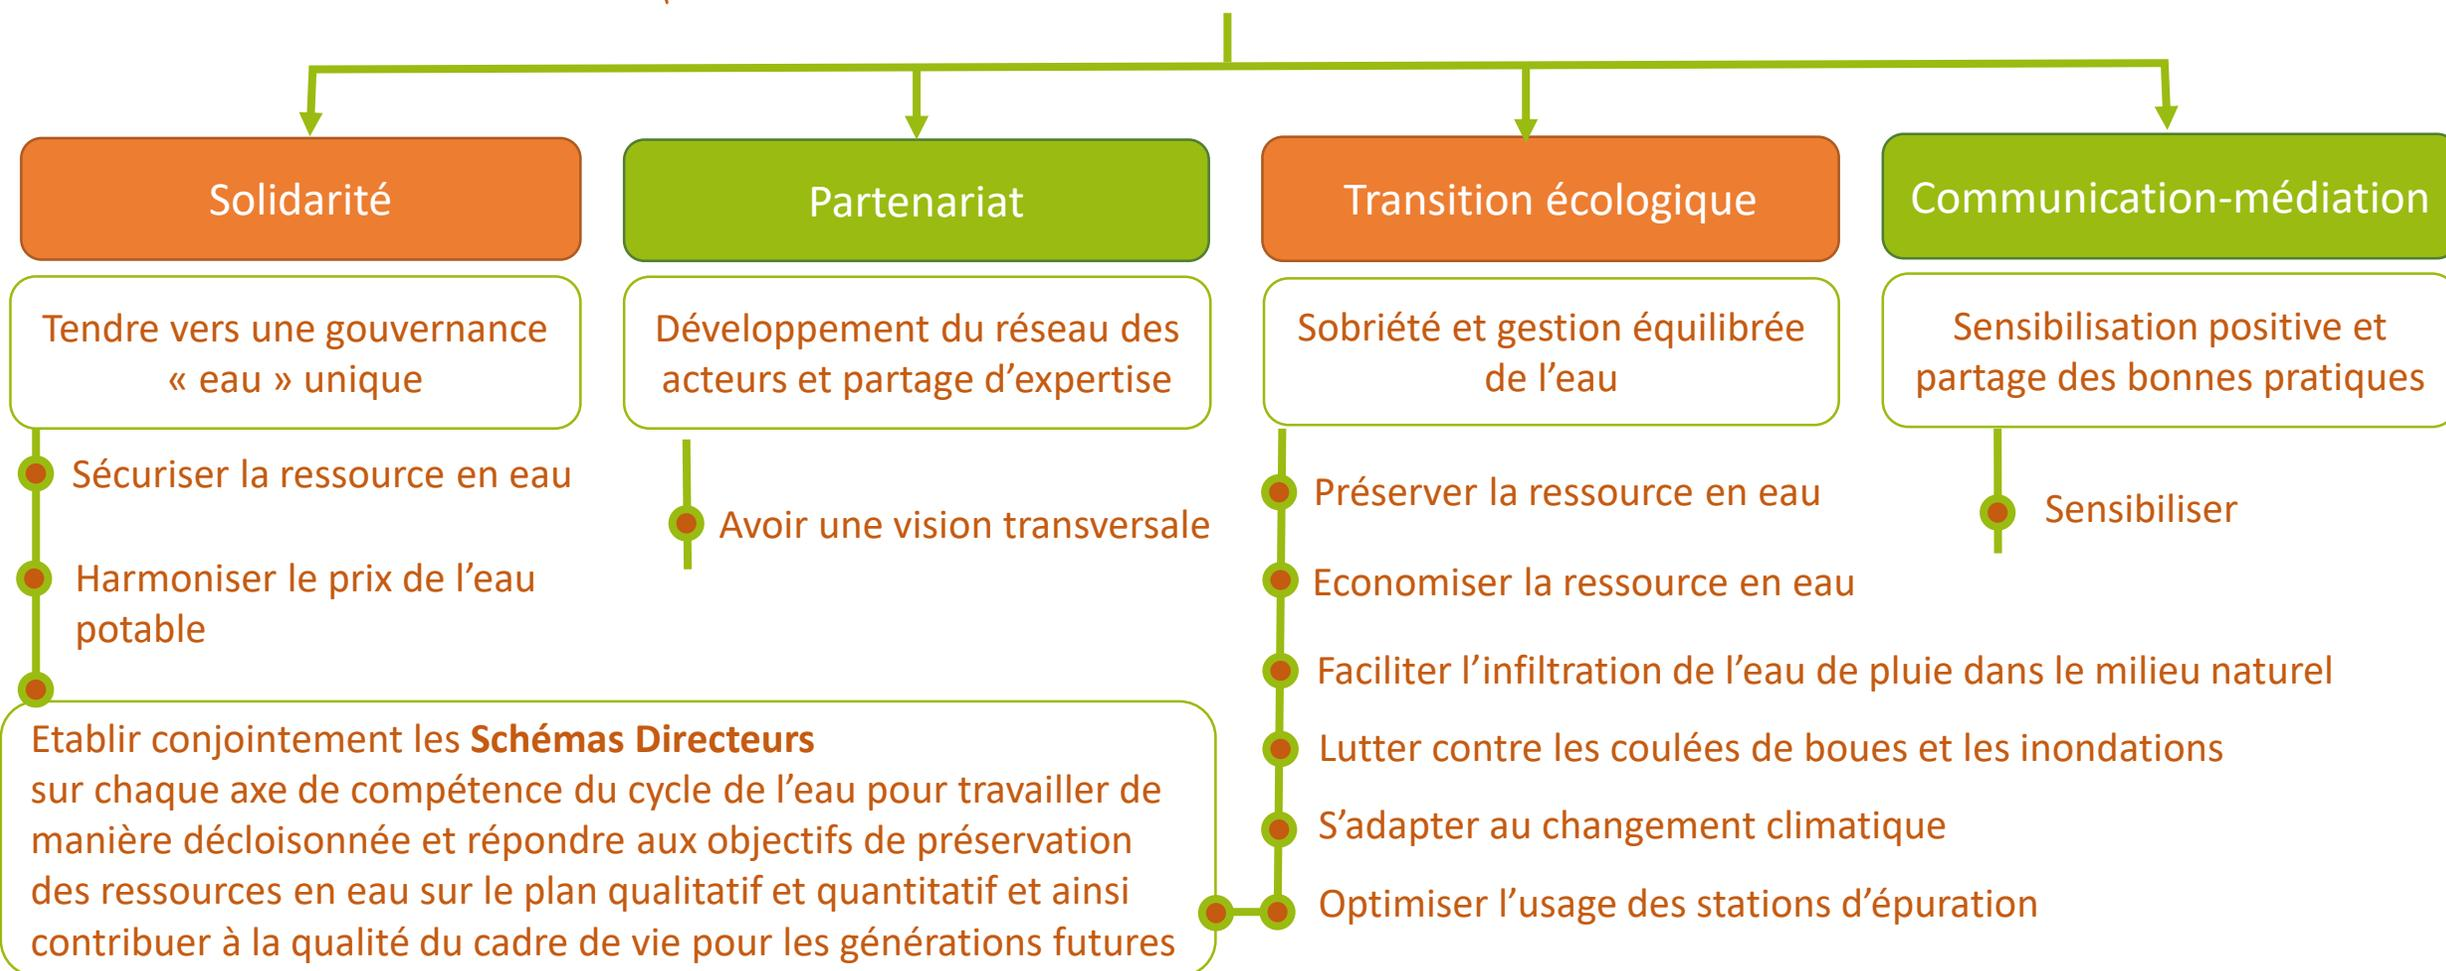 Solidarité
Partenariat
Transition écologique
Communication-médiation
Tendre vers une gouvernance
« eau » unique
Développement du réseau des
acteurs et partage d’expertise
Sobriété et gestion équilibrée
de l’eau
Sensibilisation positive et
partage des bonnes pratiques
Sécuriser la ressource en eau
Harmoniser le prix de l’eau
potable
Avoir une vision transversale
Préserver la ressource en eau
Economiser la ressource en eau
Faciliter l’infiltration de l’eau de pluie dans le milieu naturel
Lutter contre les coulées de boues et les inondations
S’adapter au changement climatique
Optimiser l’usage des stations d’épuration
Sensibiliser
Etablir conjointement les Schémas Directeurs
sur chaque axe de compétence du cycle de l’eau pour travailler de
manière décloisonnée et répondre aux objectifs de préservation
des ressources en eau sur le plan qualitatif et quantitatif et ainsi
contribuer à la qualité du cadre de vie pour les générations futures